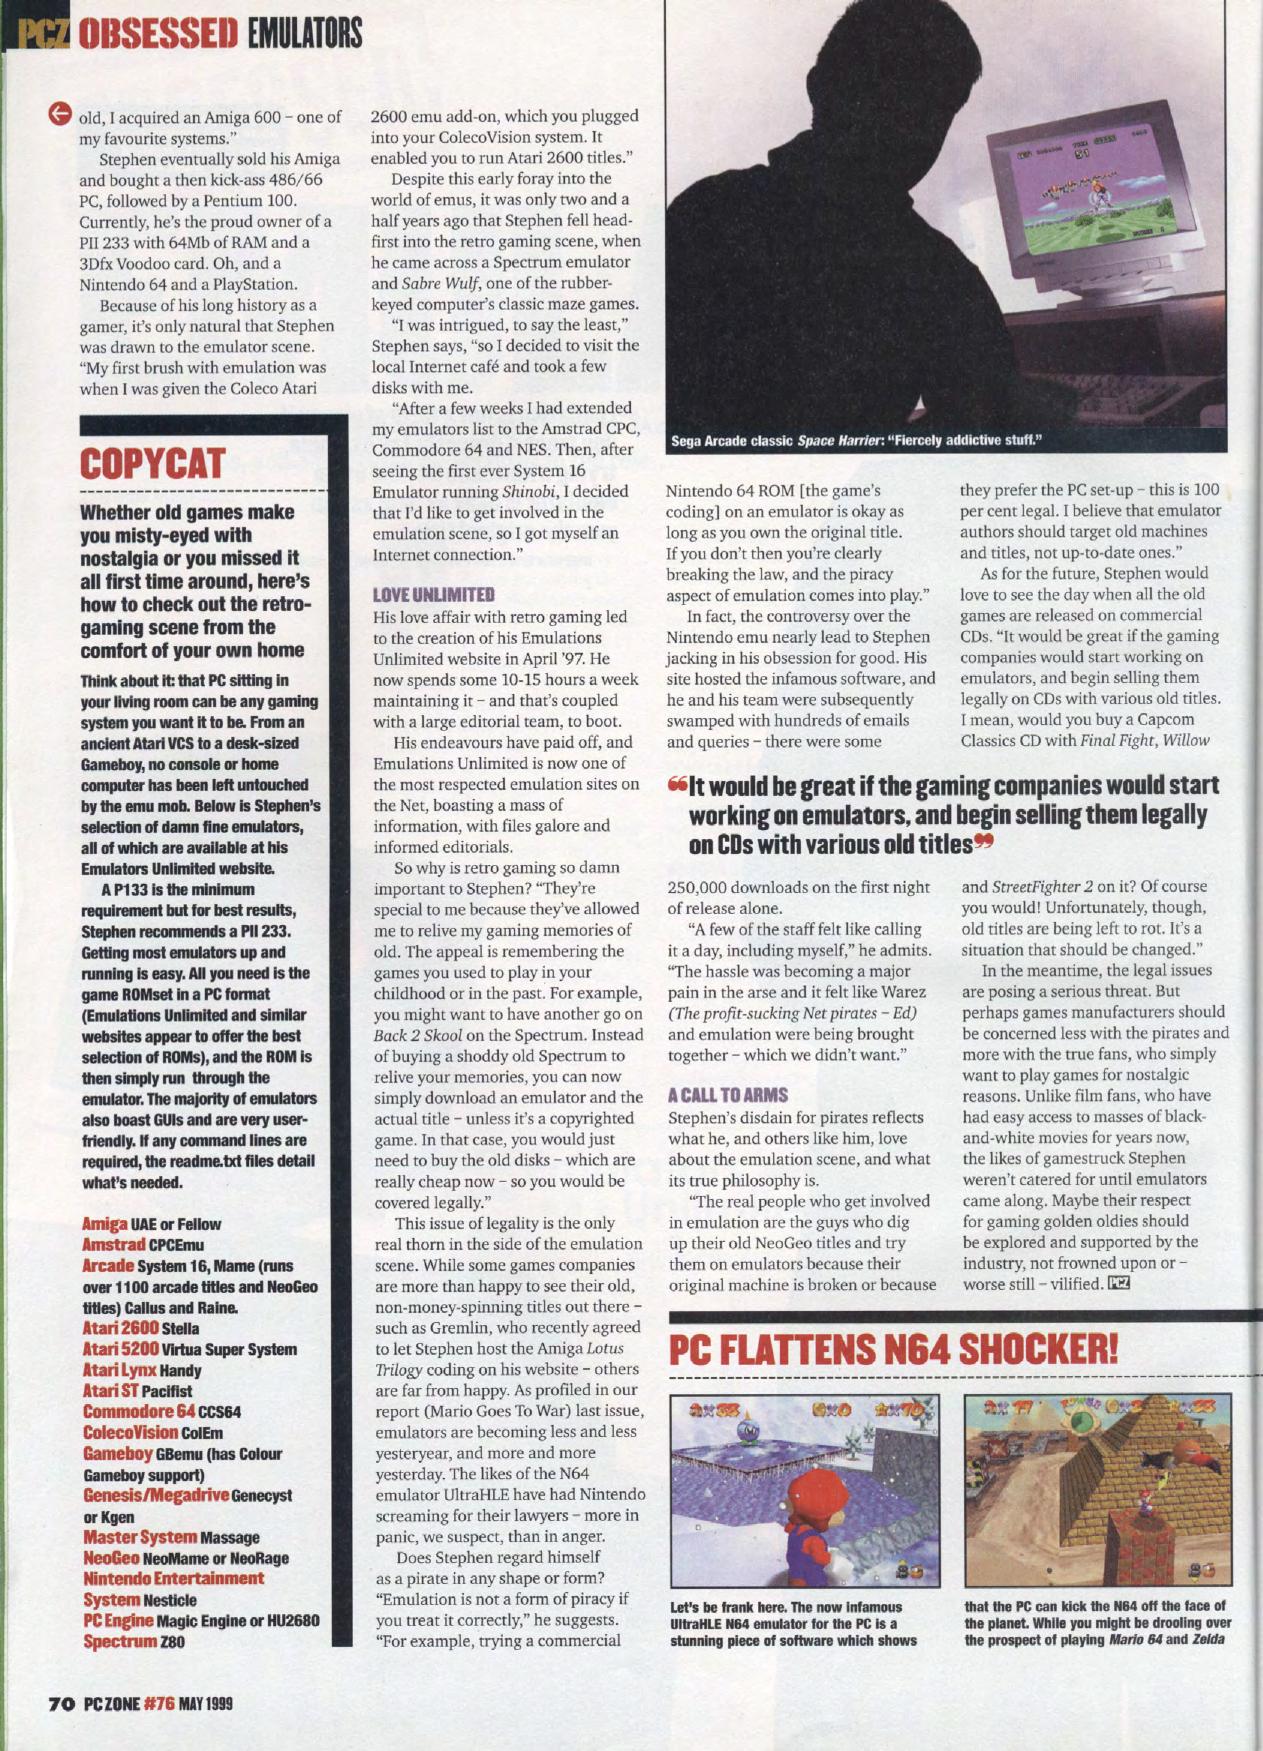 PCZ OBSESSED EMULATORS
old, I acquired an Amiga 600 – one of
my favourite systems."
Stephen eventually sold his Amiga
and bought a then kick-ass 486/66
PC, followed by a Pentium 100.
Currently, he's the proud owner of a
PII 233 with 64Mb of RAM and a
3Dfx Voodoo card. Oh, and a
Nintendo 64 and a PlayStation.
Because of his long history as a
gamer, it's only natural that Stephen
was drawn to the emulator scene.
"My first brush with emulation was
when I was given the Coleco Atari
2600 emu add-on, which you plugged
into your ColecoVision system. It
enabled you to run Atari 2600 titles."
Despite this early foray into the
world of emus, it was only two and a
half years ago that Stephen fell head-
first into the retro gaming scene, when
he came across a Spectrum emulator
and Sabre Wulf, one of the rubber-
keyed computer's classic maze games.
"I was intrigued, to say the least,"
Stephen says, "so I decided to visit the
local Internet café and took a few
disks with me.
"After a few weeks I had extended
my emulators list to the Amstrad CPC,
Commodore 64 and NES. Then, after
seeing the first ever System 16
Emulator running Shinobi, I decided
that I'd like to get involved in the
emulation scene, so I got myself an
Internet connection."
LOVE UNLIMITED
His love affair with retro gaming led
to the creation of his Emulations
Unlimited website in April '97. He
now spends some 10-15 hours a week
maintaining it – and that's coupled
with a large editorial team, to boot.
His endeavours have paid off, and
Emulations Unlimited is now one of
the most respected emulation sites on
the Net, boasting a mass of
information, with files galore and
informed editorials.
So why is retro gaming so damn
important to Stephen? "They're
special to me because they've allowed
me to relive my gaming memories of
old. The appeal is remembering the
games you used to play in your
childhood or in the past. For example,
you might want to have another go on
Back 2 Skool on the Spectrum. Instead
of buying a shoddy old Spectrum to
relive your memories, you can now
simply download an emulator and the
actual title – unless it's a copyrighted
game. In that case, you would just
need to buy the old disks – which are
really cheap now – so you would be
covered legally."
This issue of legality is the only
real thorn in the side of the emulation
scene. While some games companies
are more than happy to see their old,
non-money-spinning titles out there –
such as Gremlin, who recently agreed
to let Stephen host the Amiga Lotus
Trilogy coding on his website – others
are far from happy. As profiled in our
report (Mario Goes To War) last issue,
emulators are becoming less and less
yesteryear, and more and more
yesterday. The likes of the N64
emulator UltraHLE have had Nintendo
screaming for their lawyers – more in
panic, we suspect, than in anger.
Does Stephen regard himself
as a pirate in any shape or form?
"Emulation is not a form of piracy if
you treat it correctly," he suggests.
"For example, trying a commercial
Sega Arcade classic Space Harrier: "Fiercely addictive stuff."
Nintendo 64 ROM [the game's
coding] on an emulator is okay as
long as you own the original title.
If you don't then you're clearly
breaking the law, and the piracy
aspect of emulation comes into play."
In fact, the controversy over the
Nintendo emu nearly lead to Stephen
jacking in his obsession for good. His
site hosted the infamous software, and
he and his team were subsequently
swamped with hundreds of emails
and queries – there were some
250,000 downloads on the first night
of release alone.
"A few of the staff felt like calling
it a day, including myself," he admits.
"The hassle was becoming a major
pain in the arse and it felt like Warez
(The profit-sucking Net pirates – Ed)
and emulation were being brought
together – which we didn't want."
A CALL TO ARMS
Stephen's disdain for pirates reflects
what he, and others like him, love
about the emulation scene, and what
its true philosophy is.
"The real people who get involved
in emulation are the guys who dig
up their old NeoGeo titles and try
them on emulators because their
original machine is broken or because
they prefer the PC set-up – this is 100
per cent legal. I believe that emulator
authors should target old machines
and titles, not up-to-date ones."
As for the future, Stephen would
love to see the day when all the old
games are released on commercial
CDs. "It would be great if the gaming
companies would start working on
emulators, and begin selling them
legally on CDs with various old titles.
I mean, would you buy a Capcom
Classics CD with Final Fight, Willow
and StreetFighter 2 on it? Of course
you would! Unfortunately, though,
old titles are being left to rot. It's a
situation that should be changed."
In the meantime, the legal issues
are posing a serious threat. But
perhaps games manufacturers should
be concerned less with the pirates and
more with the true fans, who simply
want to play games for nostalgic
reasons. Unlike film fans, who have
had easy access to masses of black-
and-white movies for years now,
the likes of gamestruck Stephen
weren't catered for until emulators
came along. Maybe their respect
for gaming golden oldies should
be explored and supported by the
industry, not frowned upon or –
worse still – vilified. PCZ
“It would be great if the gaming companies would start
working on emulators, and begin selling them legally
on CDs with various old titles”
COPYCAT
Whether old games make
you misty-eyed with
nostalgia or you missed it
all first time around, here's
how to check out the retro-
gaming scene from the
comfort of your own home
Think about it: that PC sitting in
your living room can be any gaming
system you want it to be. From an
ancient Atari VCS to a desk-sized
Gameboy, no console or home
computer has been left untouched
by the emu mob. Below is Stephen's
selection of damn fine emulators,
all of which are available at his
Emulators Unlimited website.
A P133 is the minimum
requirement but for best results,
Stephen recommends a PII 233.
Getting most emulators up and
running is easy. All you need is the
game ROMset in a PC format
(Emulations Unlimited and similar
websites appear to offer the best
selection of ROMs), and the ROM is
then simply run through the
emulator. The majority of emulators
also boast GUIs and are very user-
friendly. If any command lines are
required, the readme.txt files detail
what's needed.
Amiga UAE or Fellow
Amstrad CPCEmu
Arcade System 16, Mame (runs
over 1100 arcade titles and NeoGeo
titles) Callus and Raine.
Atari 2600 Stella
Atari 5200 Virtua Super System
Atari Lynx Handy
Atari ST Pacifist
Commodore 64 CCS64
ColecoVision ColEm
Gameboy GBemu (has Colour
Gameboy support)
Genesis/Megadrive Genecyst
or Kgen
Master System Massage
NeoGeo NeoMame or NeoRage
Nintendo Entertainment
System Nesticle
PC Engine Magic Engine or HU2680
Spectrum Z80
PC FLATTENS N64 SHOCKER!
Let's be frank here. The now infamous
UltraHLE N64 emulator for the PC is a
stunning piece of software which shows
that the PC can kick the N64 off the face of
the planet. While you might be drooling over
the prospect of playing Mario 64 and Zelda
70 PC ZONE #76 MAY 1999